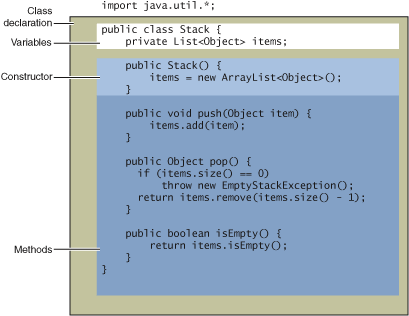 import java.util.*;
Class
declaration
public class Stack {
Variables
private List<Object> items;
public Stack() {
Constructor
items = new ArrayList<Object>();
}
public void push(Object item) {
items.add(item);
}
public Object pop() {
if (items.size() == 0)
throw new EmptyStackException();
return items.remove(items.size() - 1);
}
public boolean isEmpty() {
Methods
return items.isEmpty();
}
}